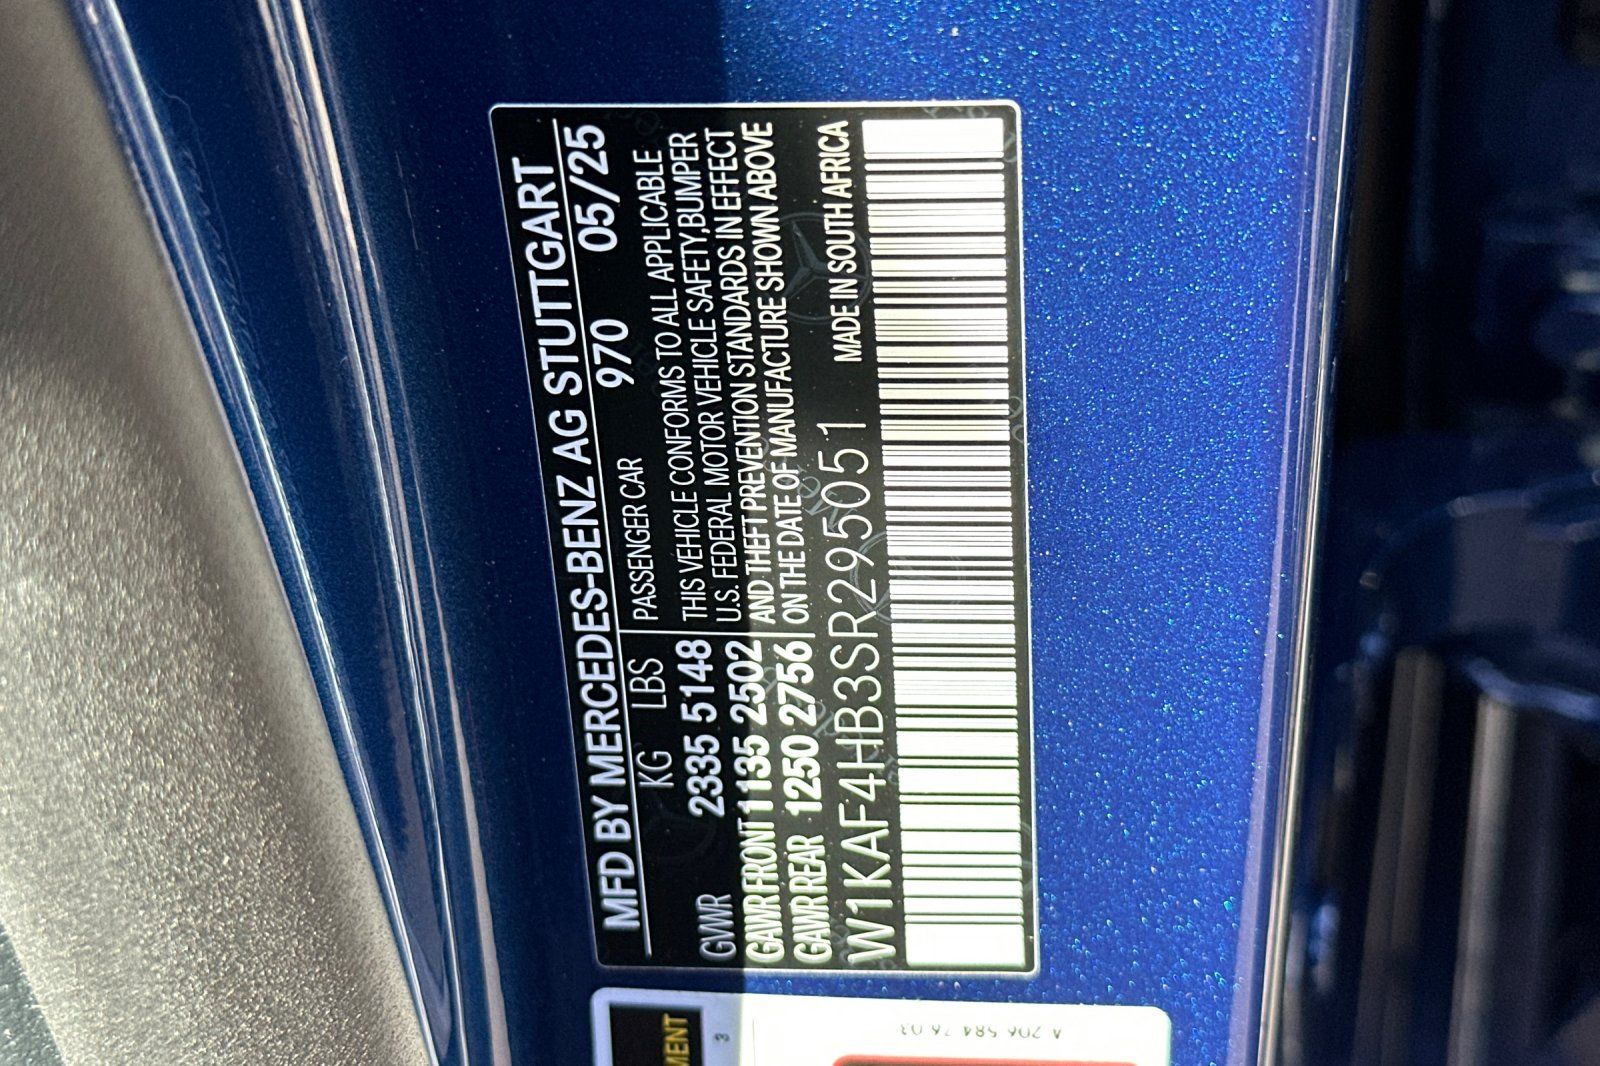 MFD BY MERCEDES-BENZ AG STUTTGART
KG LBS PASSENGER CAR 970 05/25
GVWR 2335 5148 THIS VEHICLE CONFORMS TO ALL APPLICABLE
GAWR FRONT 1135 2502 U.S. FEDERAL MOTOR VEHICLE SAFETY,BUMPER
GAWR REAR 1250 2756 AND THEFT PREVENTION STANDARDS IN EFFECT
ON THE DATE OF MANUFACTURE SHOWN ABOVE
W1KAF4HB3SR295051 MADE IN SOUTH AFRICA
MENT
3
A 206 584 76 03